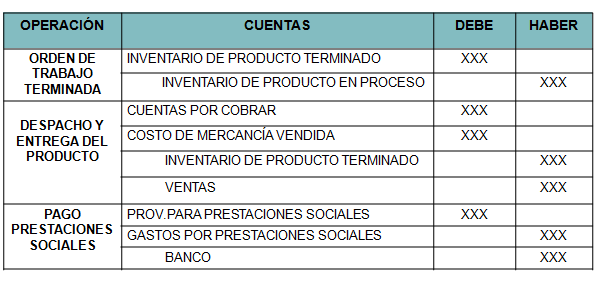 OPERACIÓN CUENTAS DEBE HABER
ORDEN DE TRABAJO TERMINADA
INVENTARIO DE PRODUCTO TERMINADO XXX
INVENTARIO DE PRODUCTO EN PROCESO XXX
DESPACHO Y ENTREGA DEL PRODUCTO
CUENTAS POR COBRAR XXX
COSTO DE MERCANCÍA VENDIDA XXX
INVENTARIO DE PRODUCTO TERMINADO XXX
VENTAS XXX
PAGO PRESTACIONES SOCIALES
PROV.PARA PRESTACIONES SOCIALES XXX
GASTOS POR PRESTACIONES SOCIALES XXX
BANCO XXX